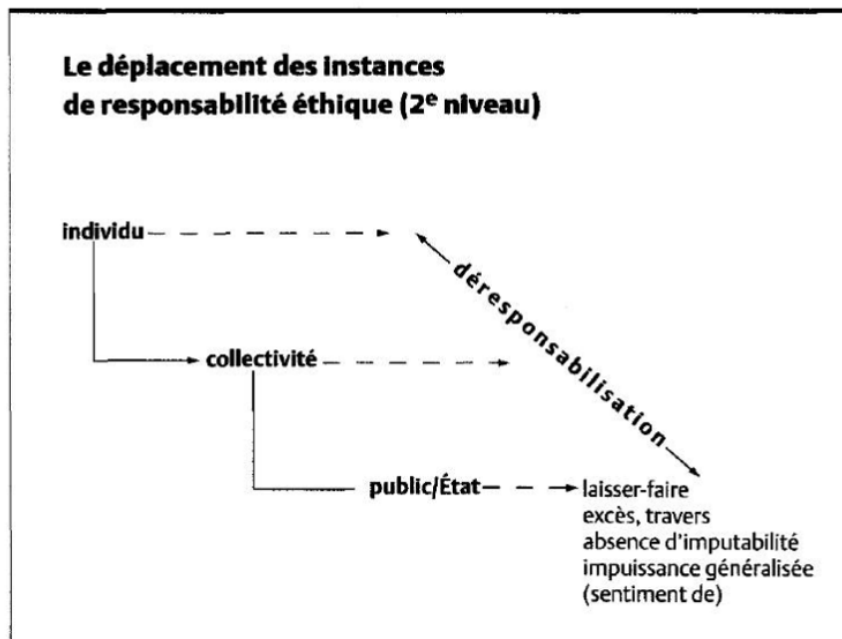 Le déplacement des instances
de responsabilité éthique (2e niveau)
individu
déresponsabilisation
collectivité
public/État
laisser-faire
excès, travers
absence d'imputabilité
impuissance généralisée
(sentiment de)